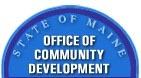 STATE OF MAINE
OFFICE OF
COMMUNITY
DEVELOPMENT